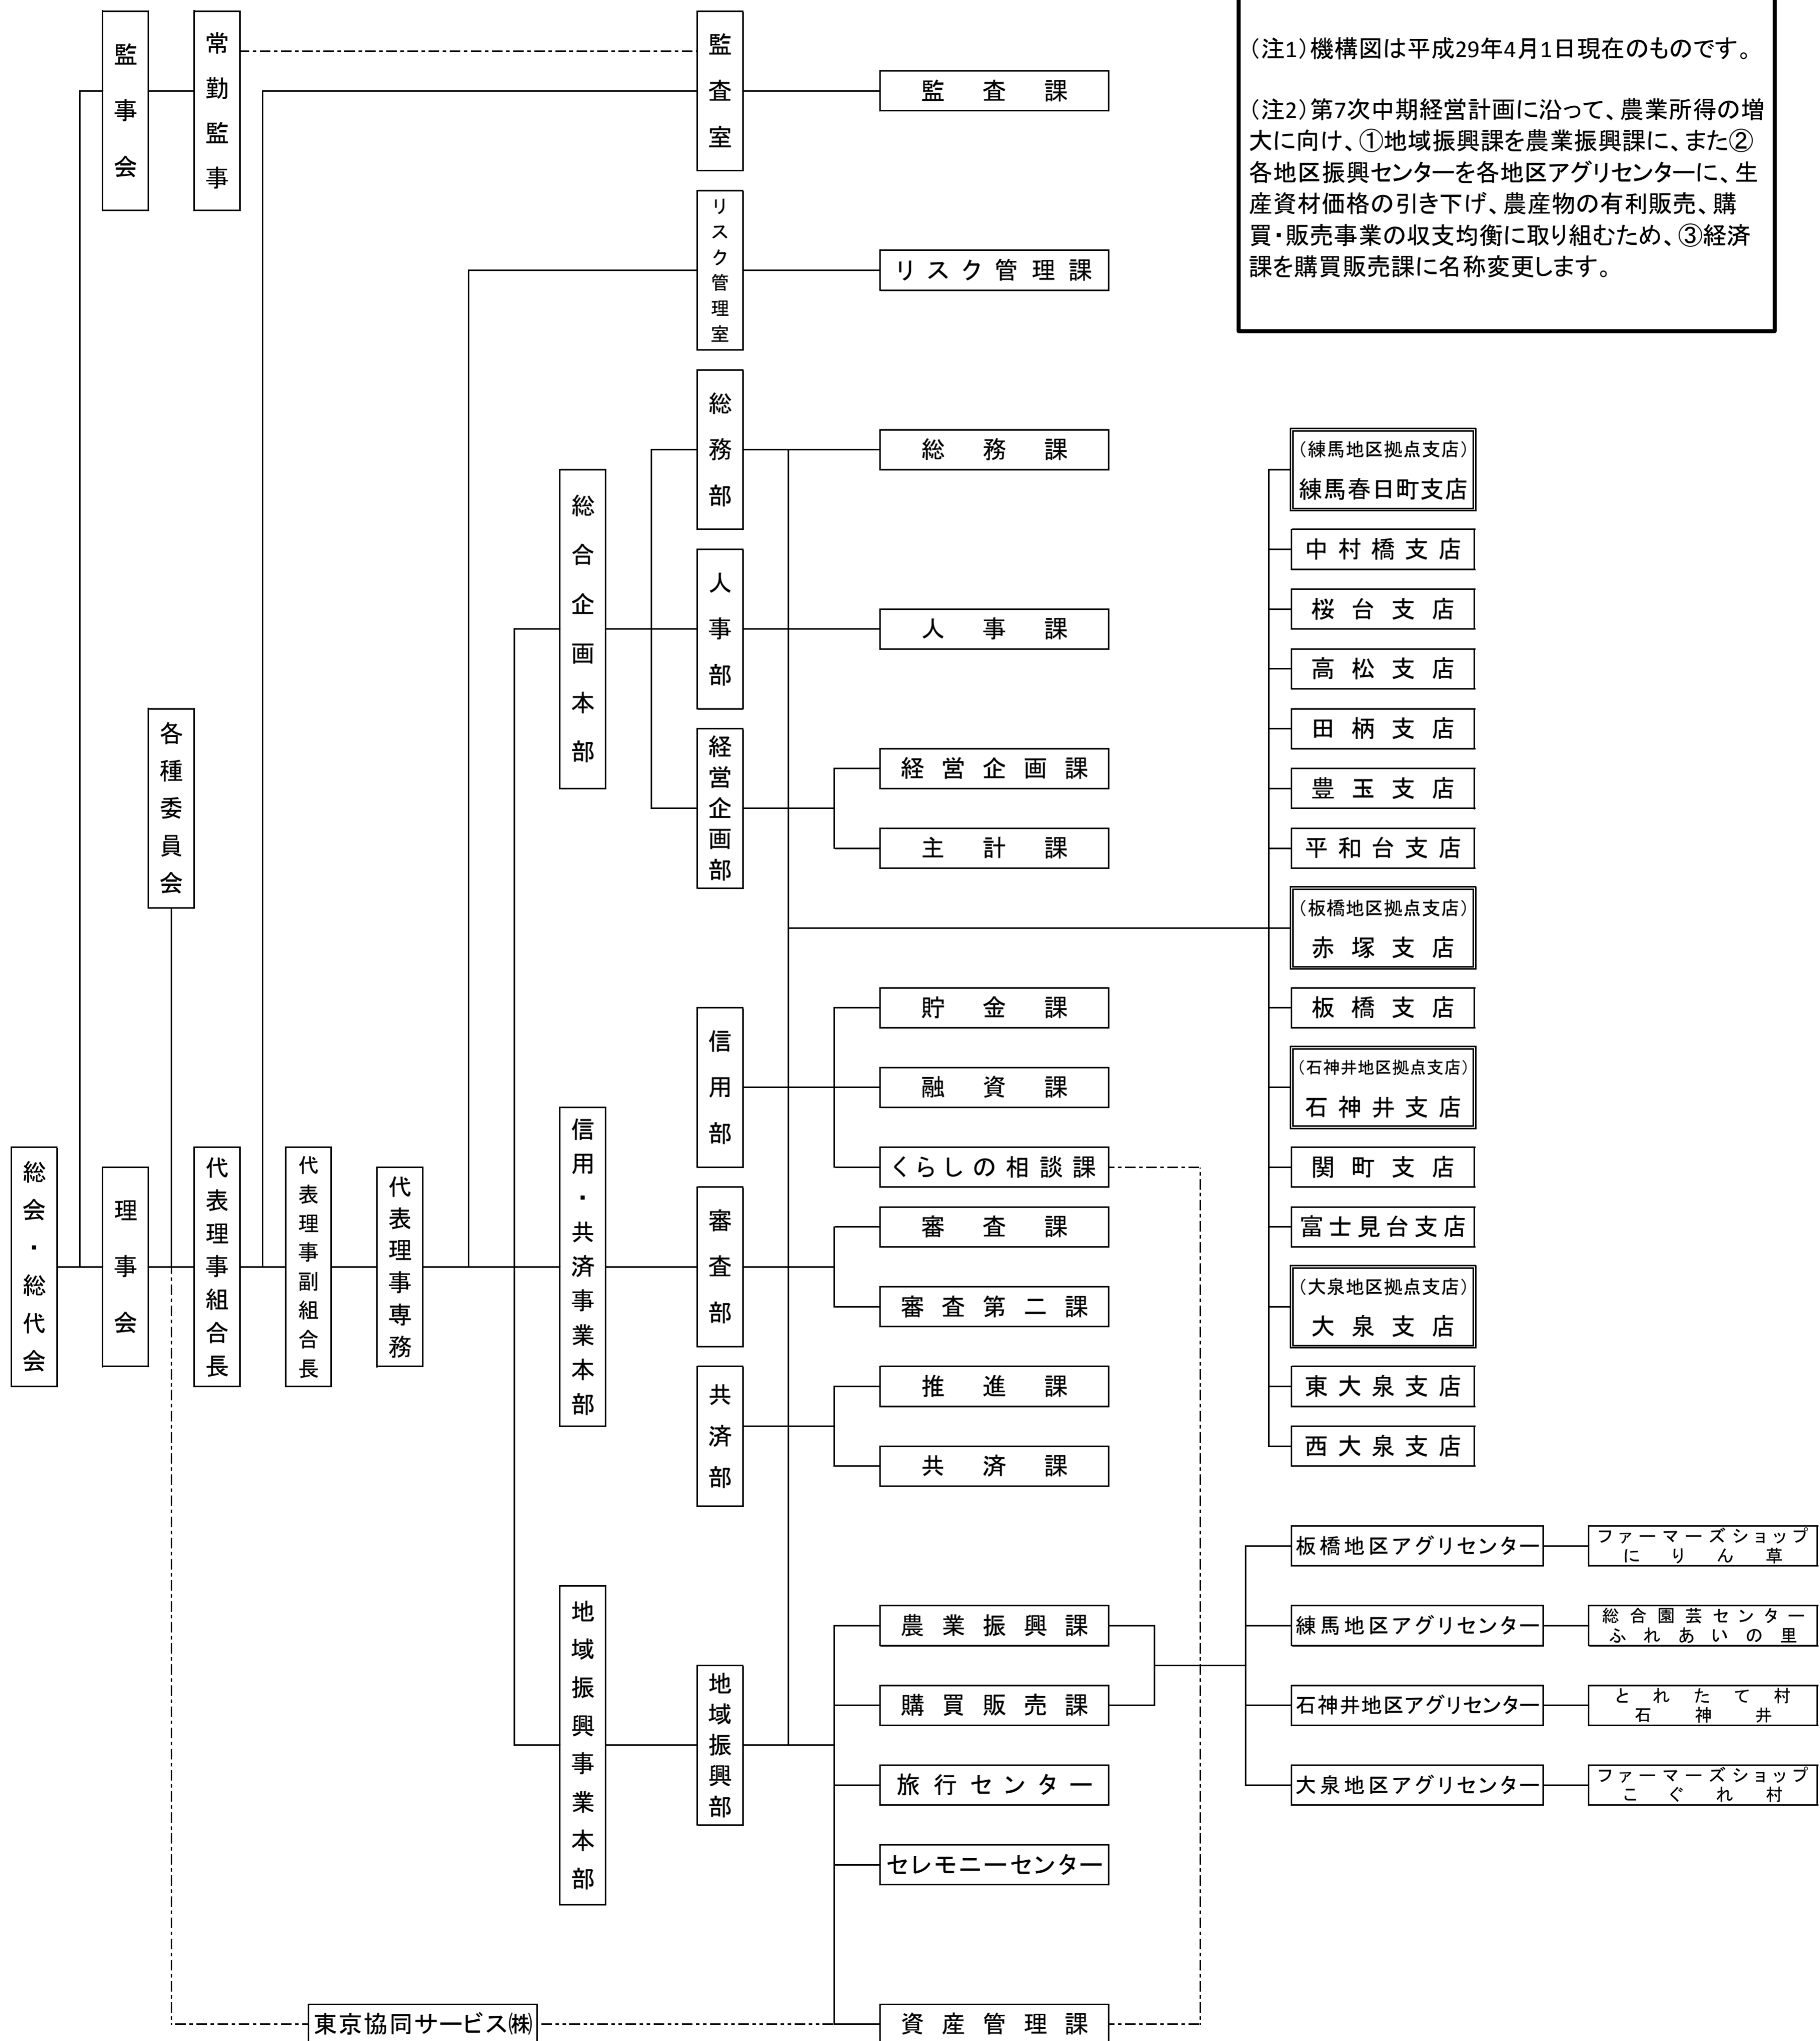 監事会
常勤監事
監査室
監査課
（注1）機構図は平成29年4月1日現在のものです。
（注2）第7次中期経営計画に沿って、農業所得の増
大に向け、①地域振興課を農業振興課に、また②
各地区振興センターを各地区アグリセンターに、生
産資材価格の引き下げ、農産物の有利販売、購
買・販売事業の収支均衡に取り組むため、③経済
課を購買販売課に名称変更します。
リスク管理室
リスク管理課
総合企画本部
総務部
総務課
人事部
人事課
経営企画部
経営企画課
主計課
各種委員会
総会・総代会
理事会
代表理事組合長
代表理事副組合長
代表理事専務
信用・共済事業本部
信用部
貯金課
融資課
くらしの相談課
審査部
審査課
審査第二課
共済部
推進課
共済課
地域振興事業本部
地域振興部
農業振興課
購買販売課
旅行センター
セレモニーセンター
資産管理課
東京協同サービス㈱
（練馬地区拠点支店）
練馬春日町支店
中村橋支店
桜台支店
高松支店
田柄支店
豊玉支店
平和台支店
（板橋地区拠点支店）
赤塚支店
板橋支店
（石神井地区拠点支店）
石神井支店
関町支店
富士見台支店
（大泉地区拠点支店）
大泉支店
東大泉支店
西大泉支店
板橋地区アグリセンター
ファーマーズショップ
にりん草
練馬地区アグリセンター
総合園芸センター
ふれあいの里
石神井地区アグリセンター
とれたて村
石神井
大泉地区アグリセンター
ファーマーズショップ
こぐれ村